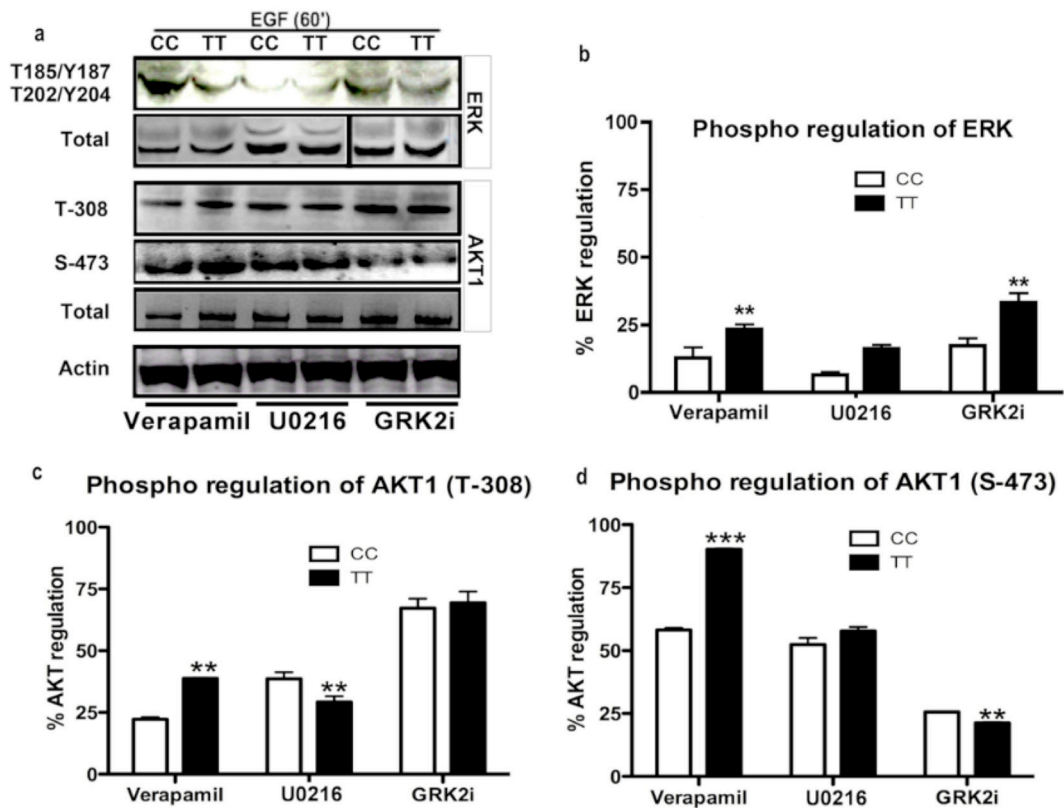 a
EGF (60')
CC TT CC TT CC TT
T185/Y187
T202/Y204
ERK
Total
T-308
S-473
AKT1
Total
Actin
Verapamil U0216 GRK2i
b
Phospho regulation of ERK
CC
TT
% ERK regulation
100
75
50
25
0
**
**
Verapamil U0216 GRK2i
c
Phospho regulation of AKT1 (T-308)
CC
TT
% AKT regulation
100
75
50
25
0
**
**
Verapamil U0216 GRK2i
d
Phospho regulation of AKT1 (S-473)
CC
TT
% AKT regulation
100
75
50
25
0
***
**
Verapamil U0216 GRK2i